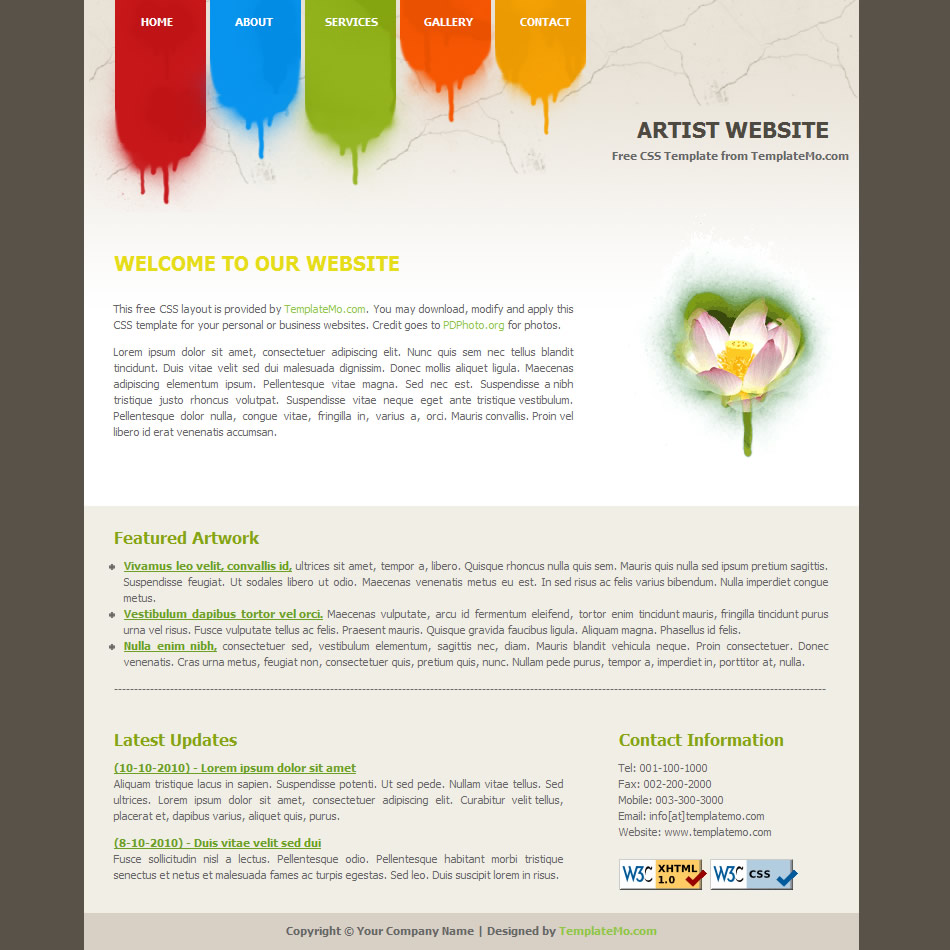 HOME ABOUT SERVICES GALLERY CONTACT
ARTIST WEBSITE
Free CSS Template from TemplateMo.com
WELCOME TO OUR WEBSITE
This free CSS layout is provided by TemplateMo.com. You may download, modify and apply this
CSS template for your personal or business websites. Credit goes to PDPhoto.org for photos.
Lorem ipsum dolor sit amet, consectetuer adipiscing elit. Nunc quis sem nec tellus blandit
tincidunt. Duis vitae velit sed dui malesuada dignissim. Donec mollis aliquet ligula. Maecenas
adipiscing elementum ipsum. Pellentesque vitae magna. Sed nec est. Suspendisse a nibh
tristique justo rhoncus volutpat. Suspendisse vitae neque eget ante tristique vestibulum.
Pellentesque dolor nulla, congue vitae, fringilla in, varius a, orci. Mauris convallis. Proin vel
libero id erat venenatis accumsan.
Featured Artwork
Vivamus leo velit, convallis id, ultrices sit amet, tempor a, libero. Quisque rhoncus nulla quis sem. Mauris quis nulla sed ipsum pretium sagittis.
Suspendisse feugiat. Ut sodales libero ut odio. Maecenas venenatis metus eu est. In sed risus ac felis varius bibendum. Nulla imperdiet congue
metus.
Vestibulum dapibus tortor vel orci. Maecenas vulputate, arcu id fermentum eleifend, tortor enim tincidunt mauris, fringilla tincidunt purus
urna vel risus. Fusce vulputate tellus ac felis. Praesent mauris. Quisque gravida faucibus ligula. Aliquam magna. Phasellus id felis.
Nulla enim nibh, consectetuer sed, vestibulum elementum, sagittis nec, diam. Mauris blandit vehicula neque. Proin consectetuer. Donec
venenatis. Cras urna metus, feugiat non, consectetuer quis, pretium quis, nunc. Nullam pede purus, tempor a, imperdiet in, porttitor at, nulla.
Latest Updates
(10-10-2010) - Lorem ipsum dolor sit amet
Aliquam tristique lacus in sapien. Suspendisse potenti. Ut sed pede. Nullam vitae tellus. Sed
ultrices. Lorem ipsum dolor sit amet, consectetuer adipiscing elit. Curabitur velit tellus,
placerat et, dapibus varius, aliquet quis, purus.
(8-10-2010) - Duis vitae velit sed dui
Fusce sollicitudin nisl a lectus. Pellentesque odio. Pellentesque habitant morbi tristique
senectus et netus et malesuada fames ac turpis egestas. Sed leo. Duis suscipit lorem in risus.
Contact Information
Tel: 001-100-1000
Fax: 002-200-2000
Mobile: 003-300-3000
Email: info[at]templatemo.com
Website: www.templatemo.com
W3C XHTML 1.0 W3C CSS
Copyright © Your Company Name | Designed by TemplateMo.com